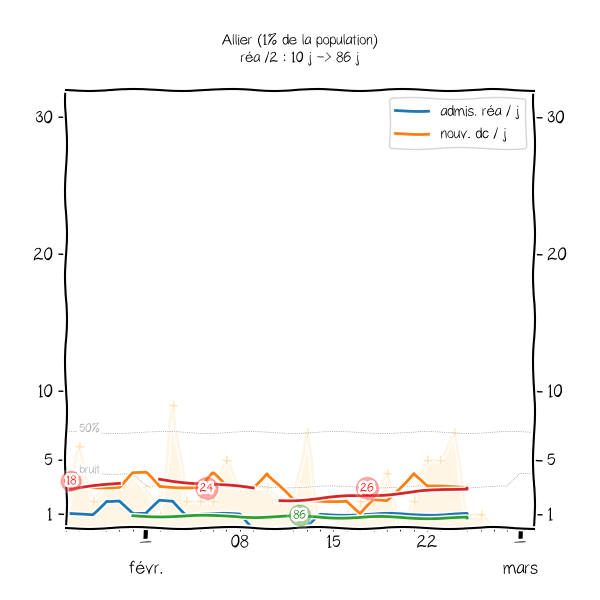 Allier (1% de la population)
réa /2 : 10 j -> 86 j
admis. réa / j
nouv. dc / j
30
30
20
20
10
10
50%
5
5
bruit
18
24
26
86
1
1
08
15
22
févr.
mars